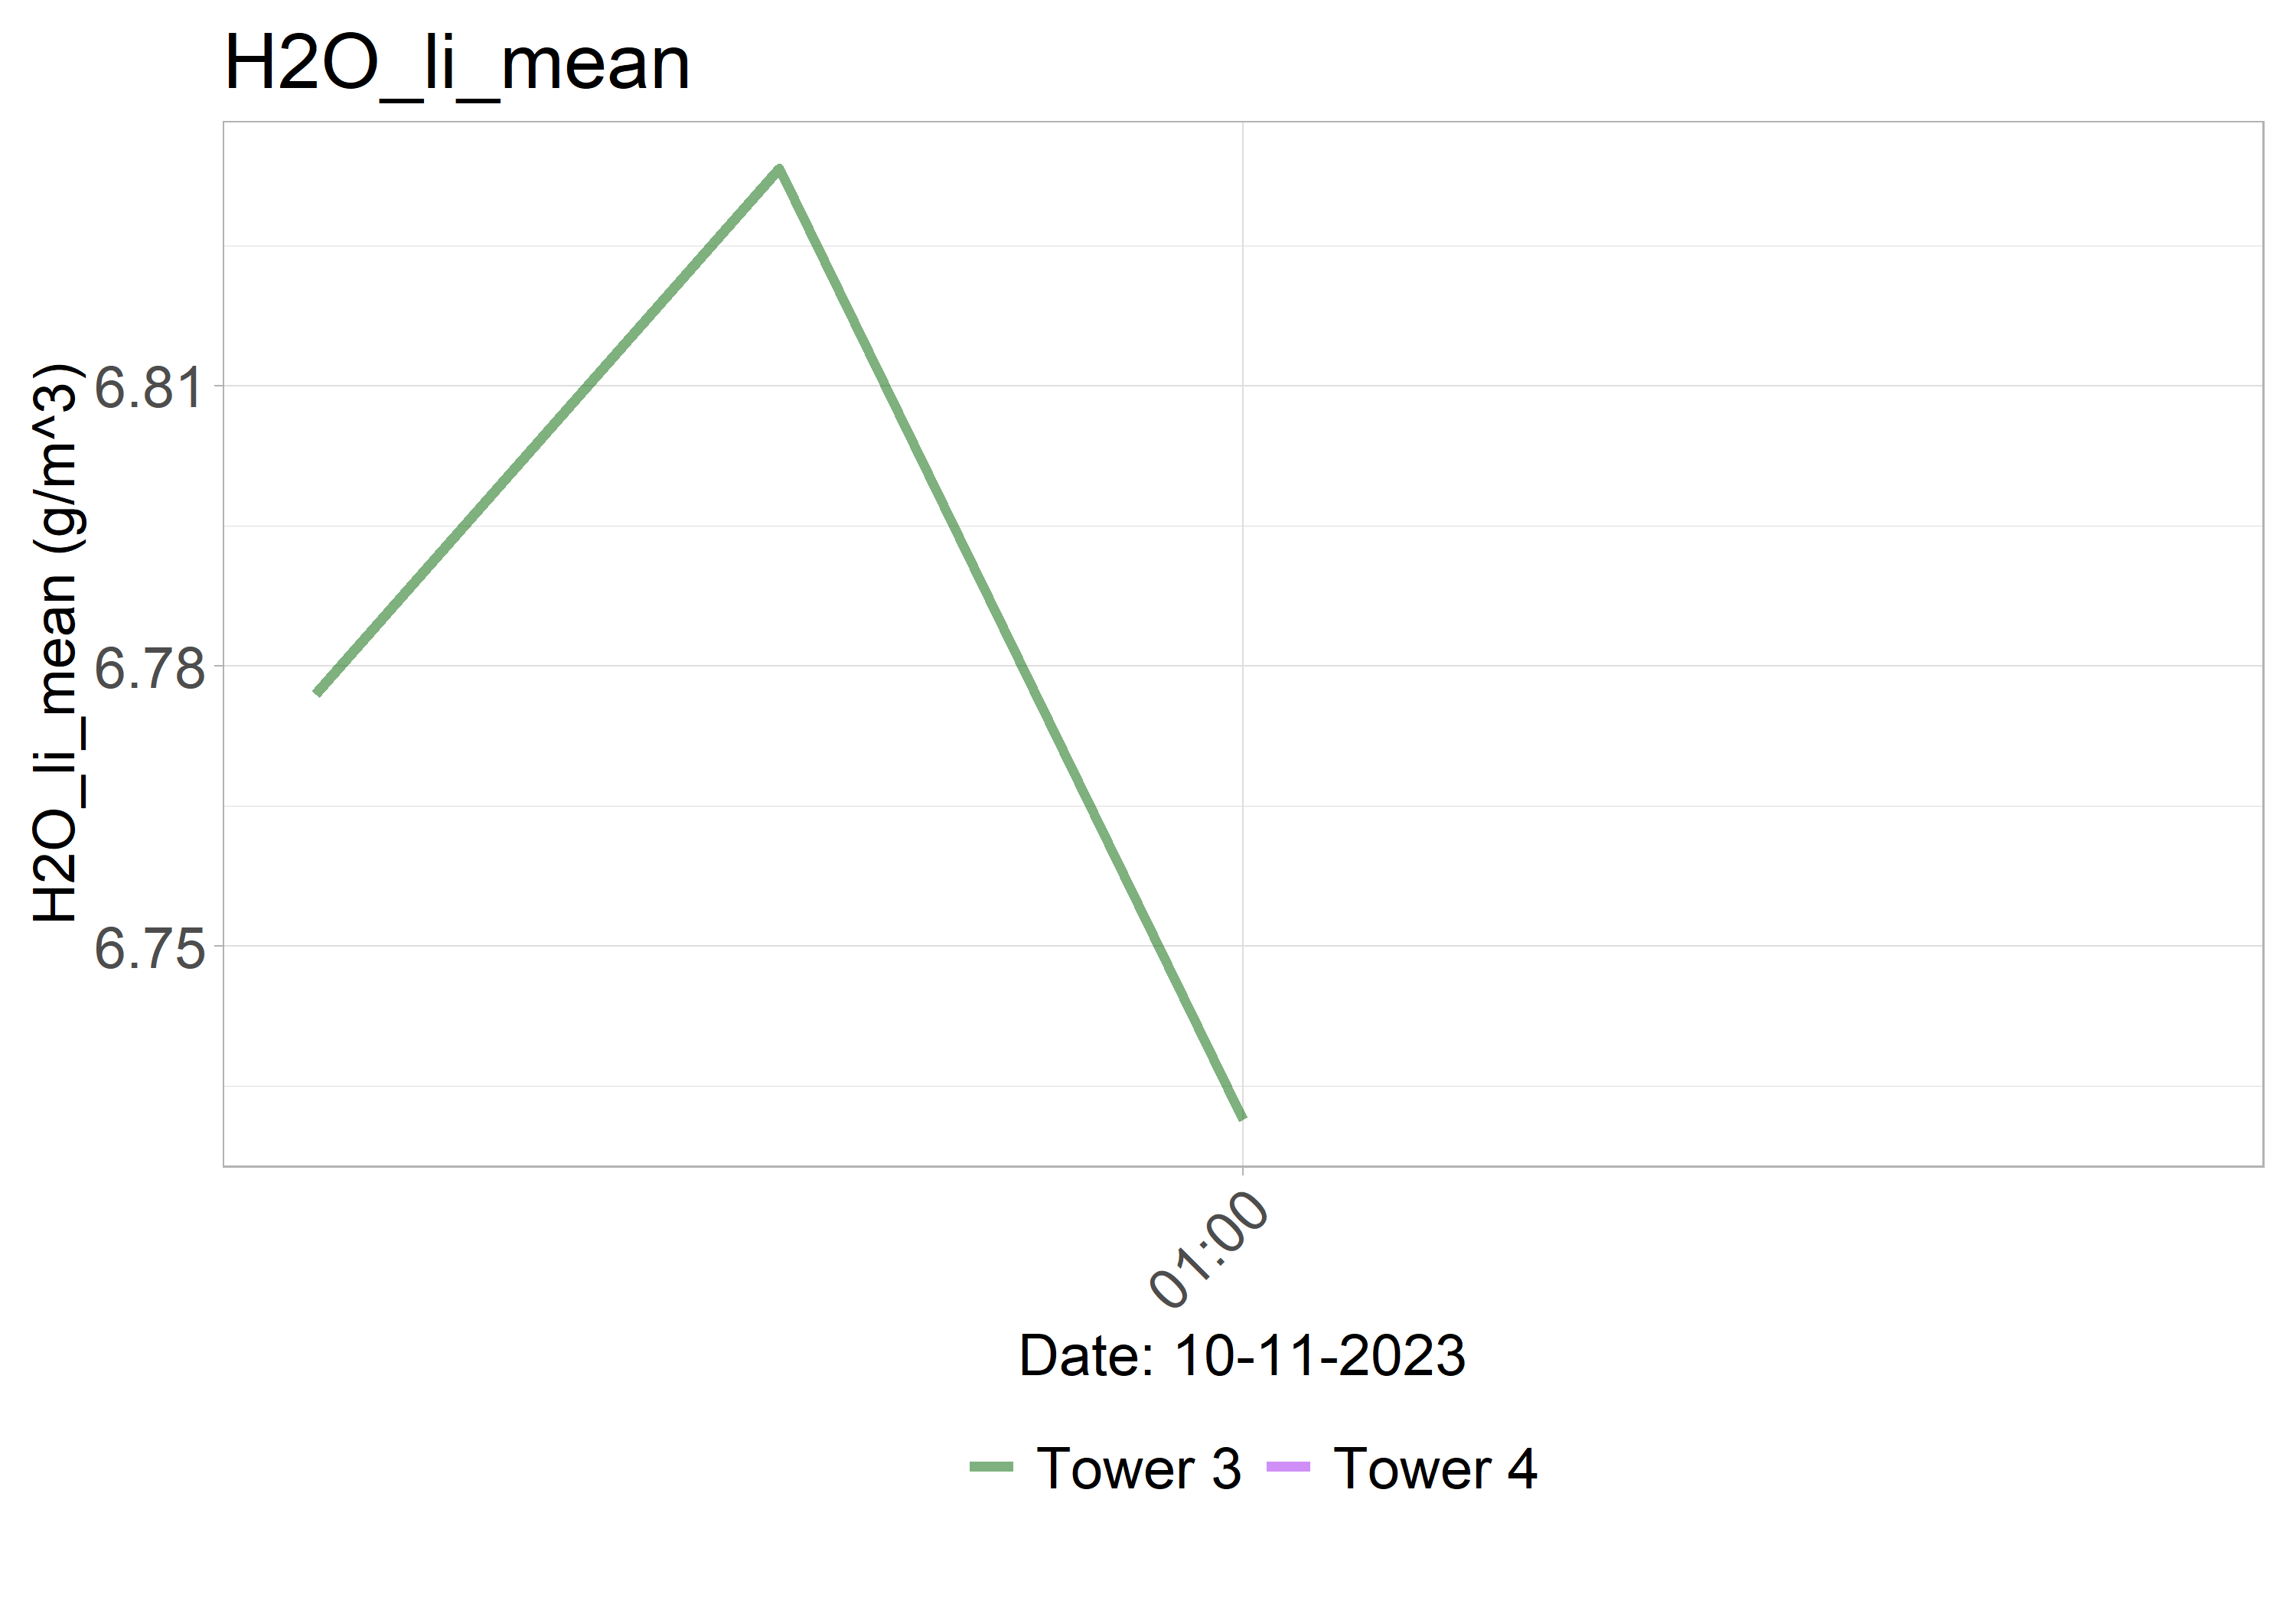 H2O_li_mean
H2O_li_mean (g/m^3)
6.81
6.78
6.75
01:00
Date: 10-11-2023
Tower 3 Tower 4